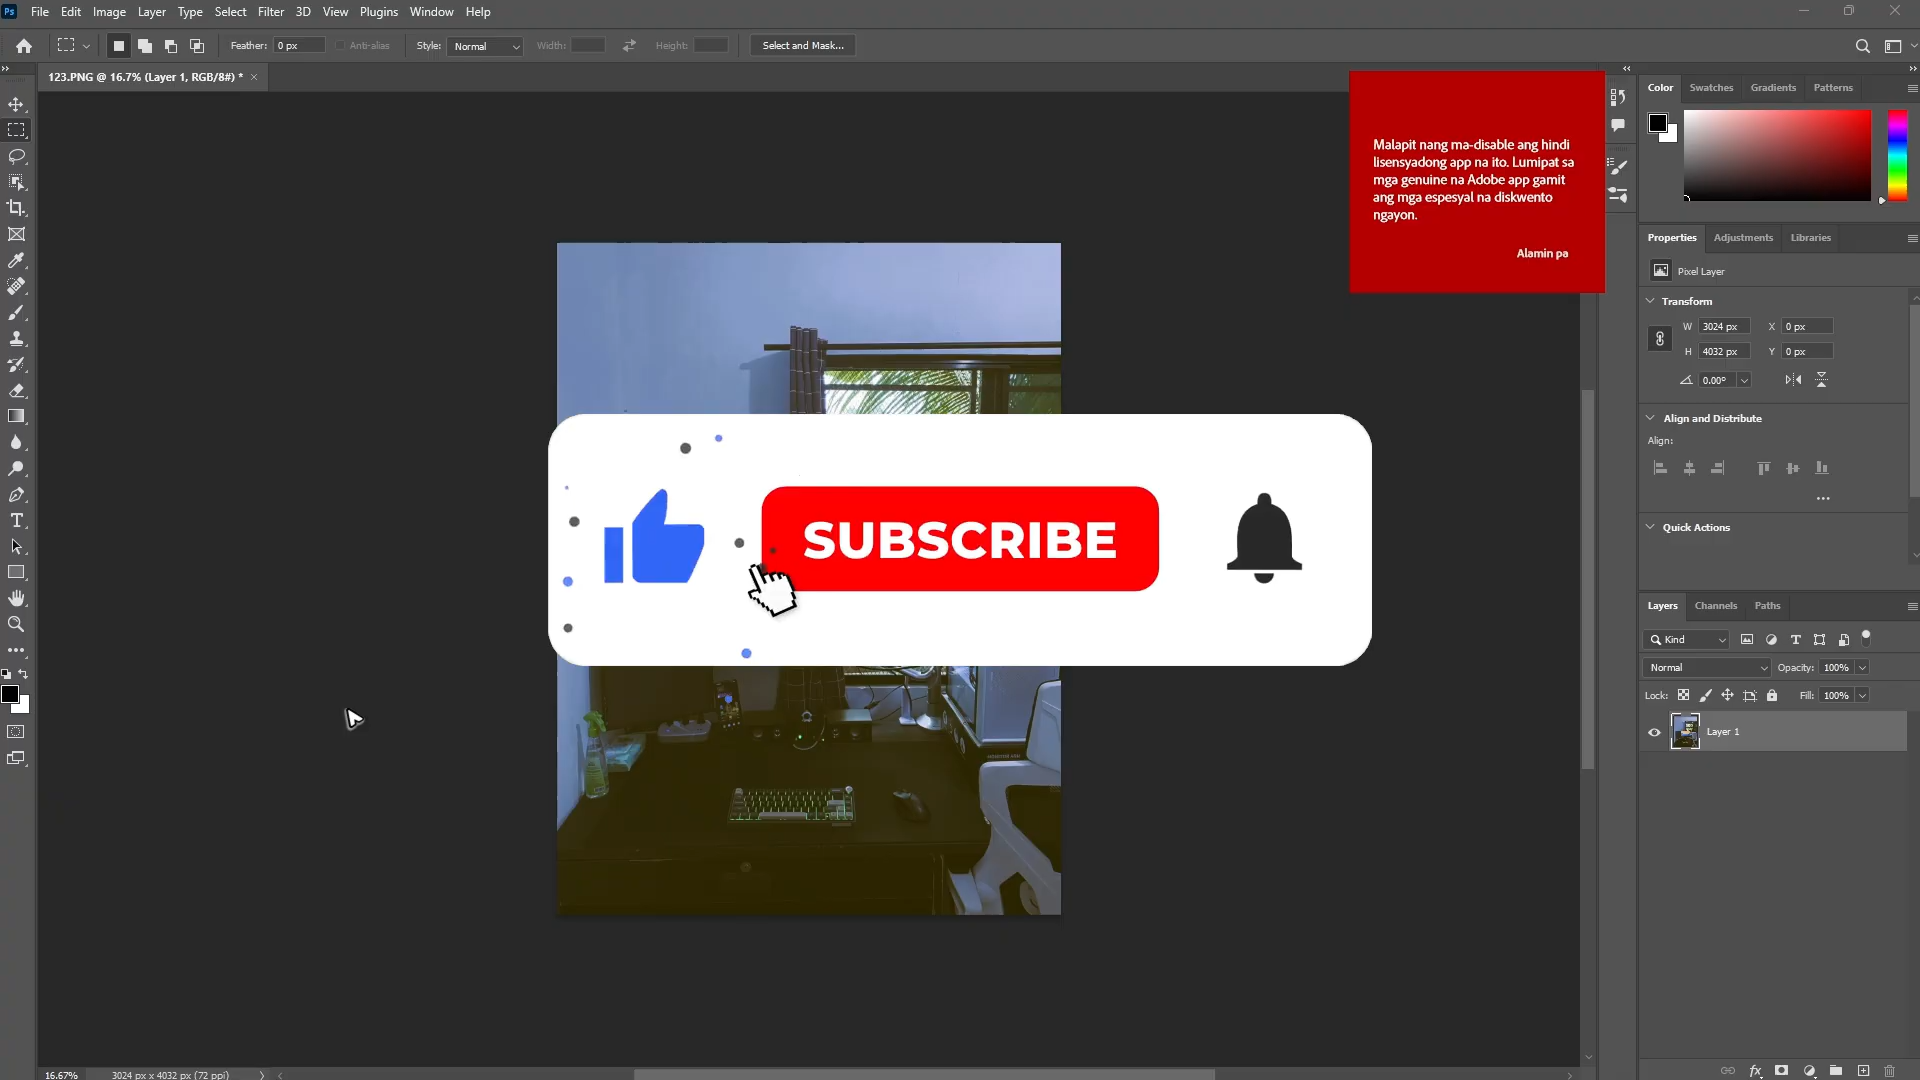 Ps File Edit Image Layer Type Select Filter 3D View Plugins Window Help
Feather: 0 px Anti-alias Style: Normal Width: Height: Select and Mask...
123.PNG @ 16.7% (Layer 1, RGB/8#) *
Color Swatches Gradients Patterns
Malapit nang ma-disable ang hindi
lisensyadong app na ito. Lumipat sa
mga genuine na Adobe app gamit
ang mga espesyal na diskwento
ngayon.
Alamin pa
Properties Adjustments Libraries
Pixel Layer
Transform
W 3024 px X 0 px
H 4032 px Y 0 px
0.00°
Align and Distribute
Align:
Quick Actions
SUBSCRIBE
Layers Channels Paths
Kind
Normal Opacity: 100%
Lock: Fill: 100%
Layer 1
16.67% 3024 px x 4032 px (72 ppi)